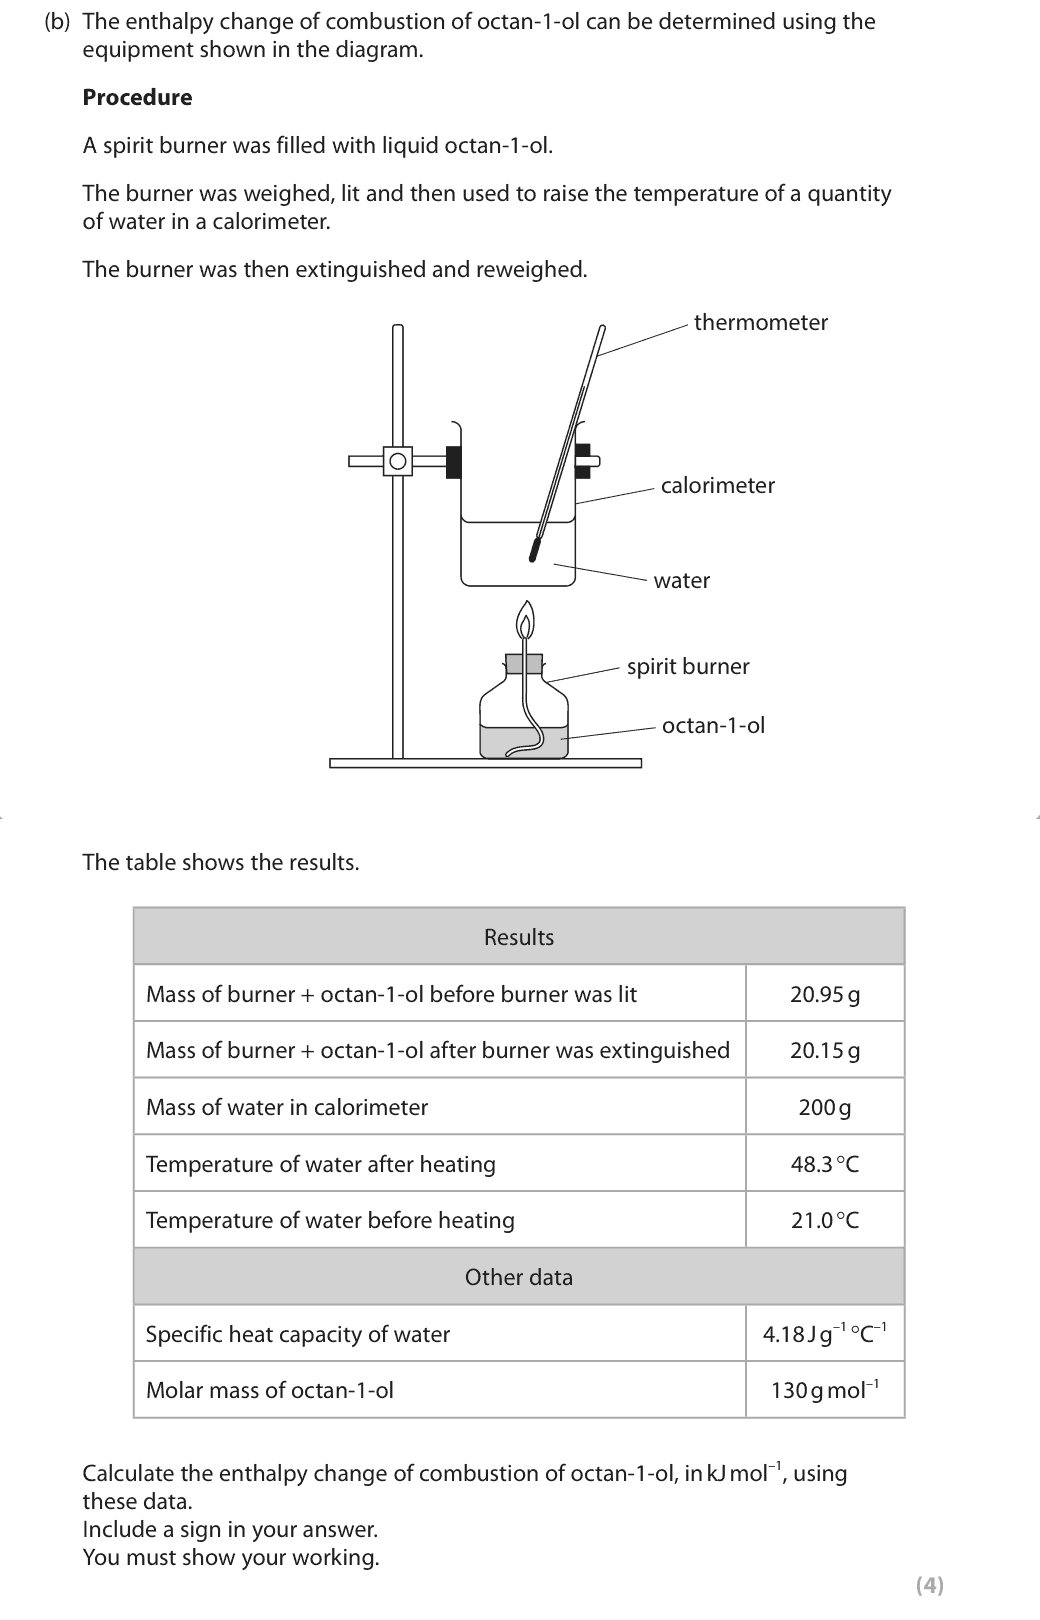 (b) The enthalpy change of combustion of octan-1-ol can be determined using the
equipment shown in the diagram.
Procedure
A spirit burner was filled with liquid octan-1-ol.
The burner was weighed, lit and then used to raise the temperature of a quantity
of water in a calorimeter.
The burner was then extinguished and reweighed.
thermometer
calorimeter
water
spirit burner
octan-1-ol
The table shows the results.
Results
Mass of burner + octan-1-ol before burner was lit 20.95 g
Mass of burner + octan-1-ol after burner was extinguished 20.15 g
Mass of water in calorimeter 200 g
Temperature of water after heating 48.3 °C
Temperature of water before heating 21.0 °C
Other data
Specific heat capacity of water 4.18 J g⁻¹ °C⁻¹
Molar mass of octan-1-ol 130 g mol⁻¹
Calculate the enthalpy change of combustion of octan-1-ol, in kJ mol⁻¹, using
these data.
Include a sign in your answer.
You must show your working.
(4)